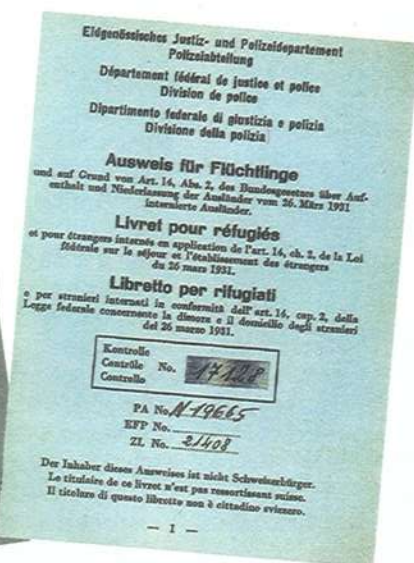 Eidgenössisches Justiz- und Polizeidepartement
Polizeiabteilung
Département fédéral de justice et police
Division de police
Dipartimento federale di giustizia e polizia
Divisione della polizia
Ausweis für Flüchtlinge
und auf Grund von Art. 14, Abs. 2, des Bundesgesetzes über Auf-
enthalt und Niederlassung der Ausländer vom 26. März 1931
internierte Ausländer.
Livret pour réfugiés
et pour étrangers internés en application de l'art. 14, ch. 2, de la Loi
fédérale sur le séjour et l'établissement des étrangers
du 26 mars 1931.
Libretto per rifugiati
e per stranieri internati in conformità dell'art. 14, cap. 2, della
Legge federale concernente la dimora e il domicilio degli stranieri
del 26 marzo 1931.
Kontrolle
Contrôle No. 17128
Controllo
PA No. N 19665
EFP No.
ZL No. 21408
Der Inhaber dieses Ausweises ist nicht Schweizerbürger.
Le titulaire de ce livret n'est pas ressortissant suisse.
Il titolare di questo libretto non è cittadino svizzero.
— 1 —